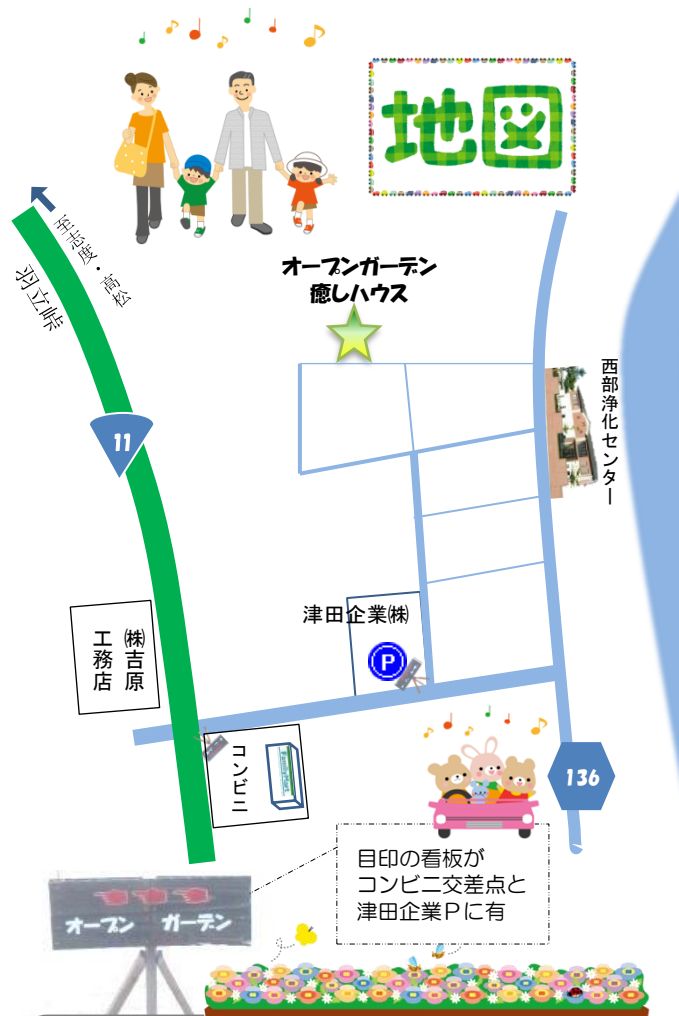 地図
至志度・高松
羽立峠
オープンガーデン
癒しハウス
11
西部浄化センター
津田企業㈱
P
㈱吉原
工務店
コンビニ
FamilyMart
136
目印の看板が
コンビニ交差点と
津田企業Pに有
オープン ガーデン